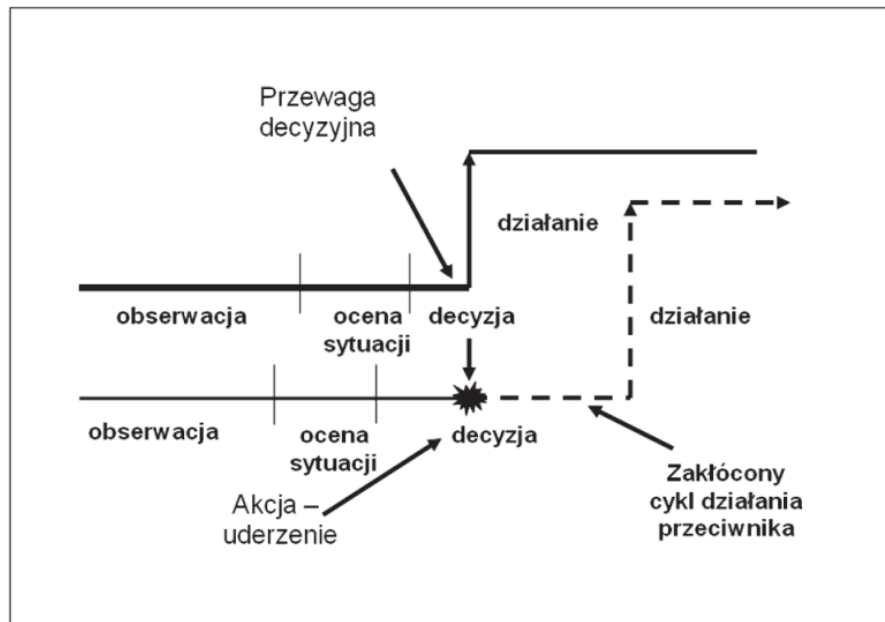 Przewaga
decyzyjna
działanie
obserwacja
ocena
sytuacji
decyzja
działanie
obserwacja
ocena
sytuacji
decyzja
Akcja –
uderzenie
Zakłócony
cykl działania
przeciwnika